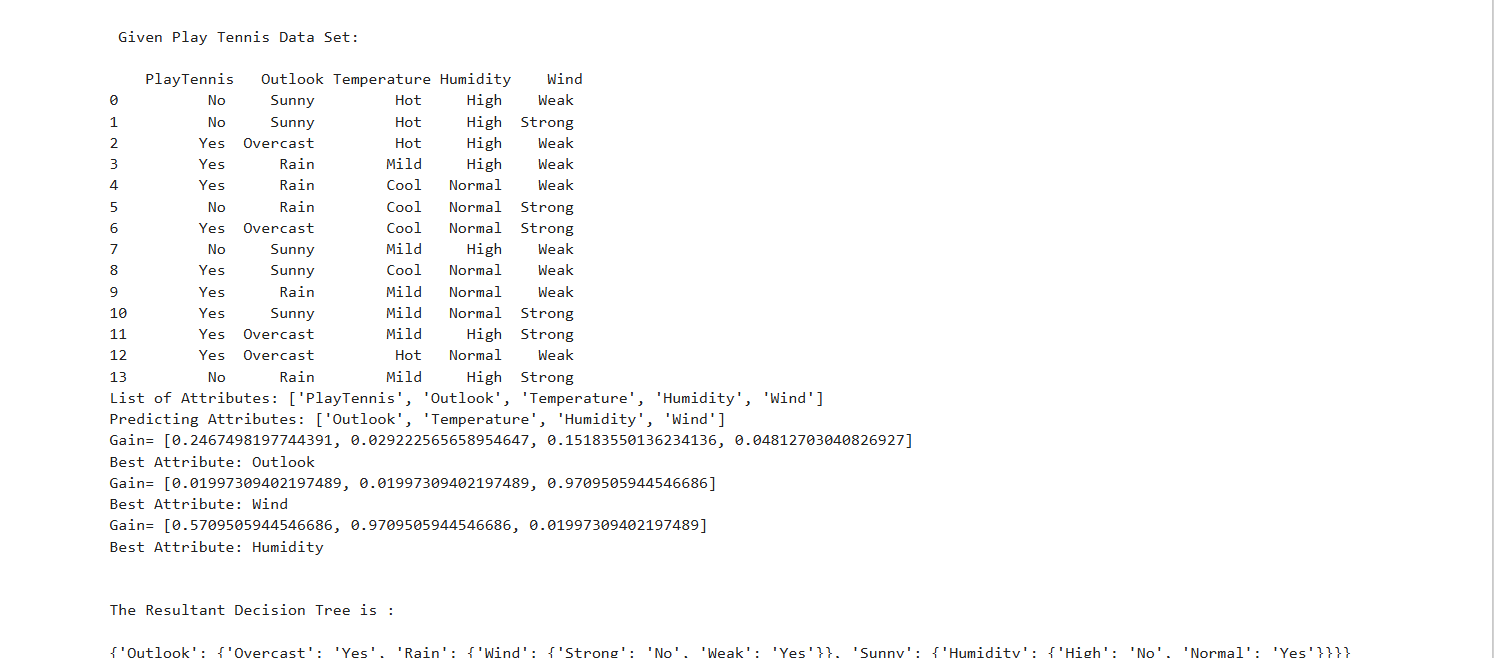 Given Play Tennis Data Set:
PlayTennis Outlook Temperature Humidity Wind
0 No Sunny Hot High Weak
1 No Sunny Hot High Strong
2 Yes Overcast Hot High Weak
3 Yes Rain Mild High Weak
4 Yes Rain Cool Normal Weak
5 No Rain Cool Normal Strong
6 Yes Overcast Cool Normal Strong
7 No Sunny Mild High Weak
8 Yes Sunny Cool Normal Weak
9 Yes Rain Mild Normal Weak
10 Yes Sunny Mild Normal Strong
11 Yes Overcast Mild High Strong
12 Yes Overcast Hot Normal Weak
13 No Rain Mild High Strong
List of Attributes: ['PlayTennis', 'Outlook', 'Temperature', 'Humidity', 'Wind']
Predicting Attributes: ['Outlook', 'Temperature', 'Humidity', 'Wind']
Gain= [0.2467498197744391, 0.029222565658954647, 0.15183550136234136, 0.04812703040826927]
Best Attribute: Outlook
Gain= [0.01997309402197489, 0.01997309402197489, 0.9709505944546686]
Best Attribute: Wind
Gain= [0.5709505944546686, 0.9709505944546686, 0.01997309402197489]
Best Attribute: Humidity
The Resultant Decision Tree is :
{'Outlook': {'Overcast': 'Yes', 'Rain': {'Wind': {'Strong': 'No', 'Weak': 'Yes'}}, 'Sunny': {'Humidity': {'High': 'No', 'Normal': 'Yes'}}}}